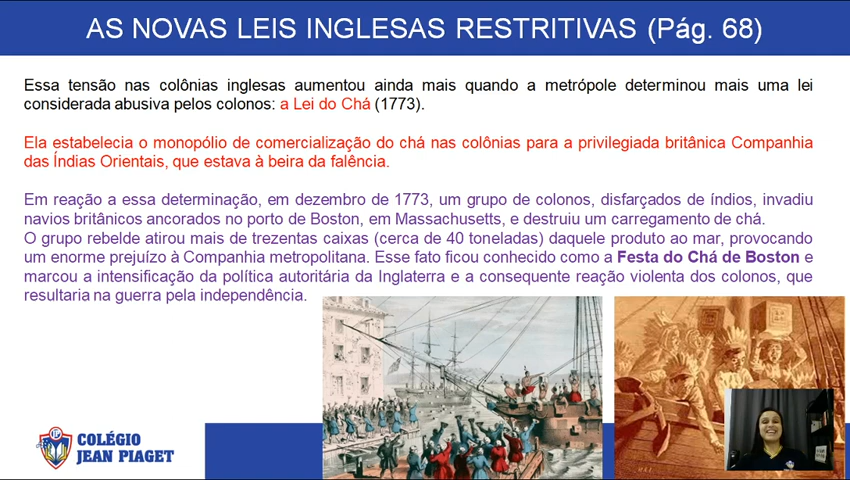 AS NOVAS LEIS INGLESAS RESTRITIVAS (Pág. 68)
Essa tensão nas colônias inglesas aumentou ainda mais quando a metrópole determinou mais uma lei
considerada abusiva pelos colonos: a Lei do Chá (1773).
Ela estabelecia o monopólio de comercialização do chá nas colônias para a privilegiada britânica Companhia
das Índias Orientais, que estava à beira da falência.
Em reação a essa determinação, em dezembro de 1773, um grupo de colonos, disfarçados de índios, invadiu
navios britânicos ancorados no porto de Boston, em Massachusetts, e destruiu um carregamento de chá.
O grupo rebelde atirou mais de trezentas caixas (cerca de 40 toneladas) daquele produto ao mar, provocando
um enorme prejuízo à Companhia metropolitana. Esse fato ficou conhecido como a Festa do Chá de Boston e
marcou a intensificação da política autoritária da Inglaterra e a consequente reação violenta dos colonos, que
resultaria na guerra pela independência.
COLÉGIO
JEAN PIAGET